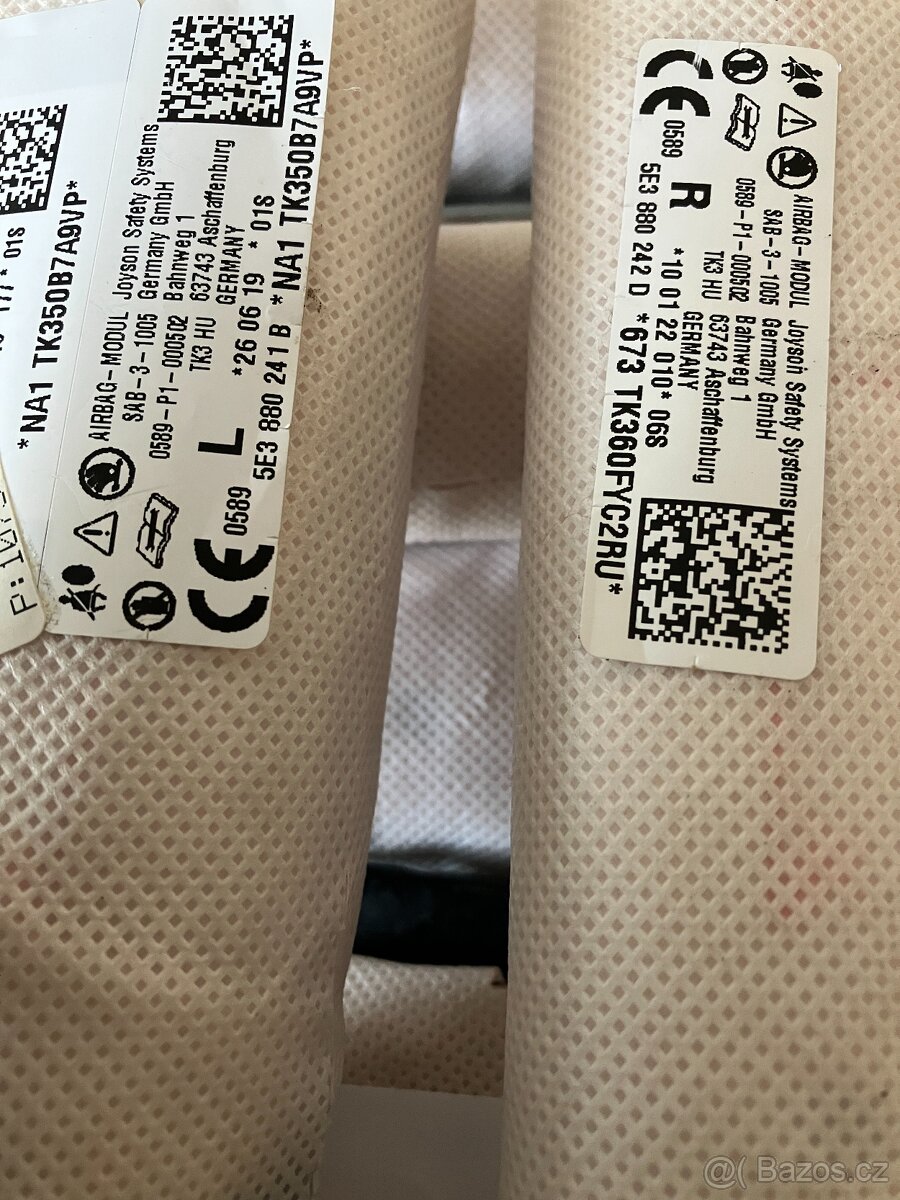 * 01S
*NA1 TK350B7A9VP*
AIRBAG-MODUL Joyson Safety Systems
SAB-3-1005 Germany GmbH
0589-P1-000502 Bahnweg 1
TK3 HU 63743 Aschaffenburg
GERMANY
L *26 06 19 * 01S
0589 5E3 880 241 B *NA1 TK350B7A9VP*
CE
AIRBAG-MODUL Joyson Safety Systems
SAB-3-1005 Germany GmbH
0589-P1-000502 Bahnweg 1
TK3 HU 63743 Aschaffenburg
GERMANY
R *10 01 22 010* 06S
CE 0589
5E3 880 242 D *673 TK360FYC2RU*
@( Bazos.cz